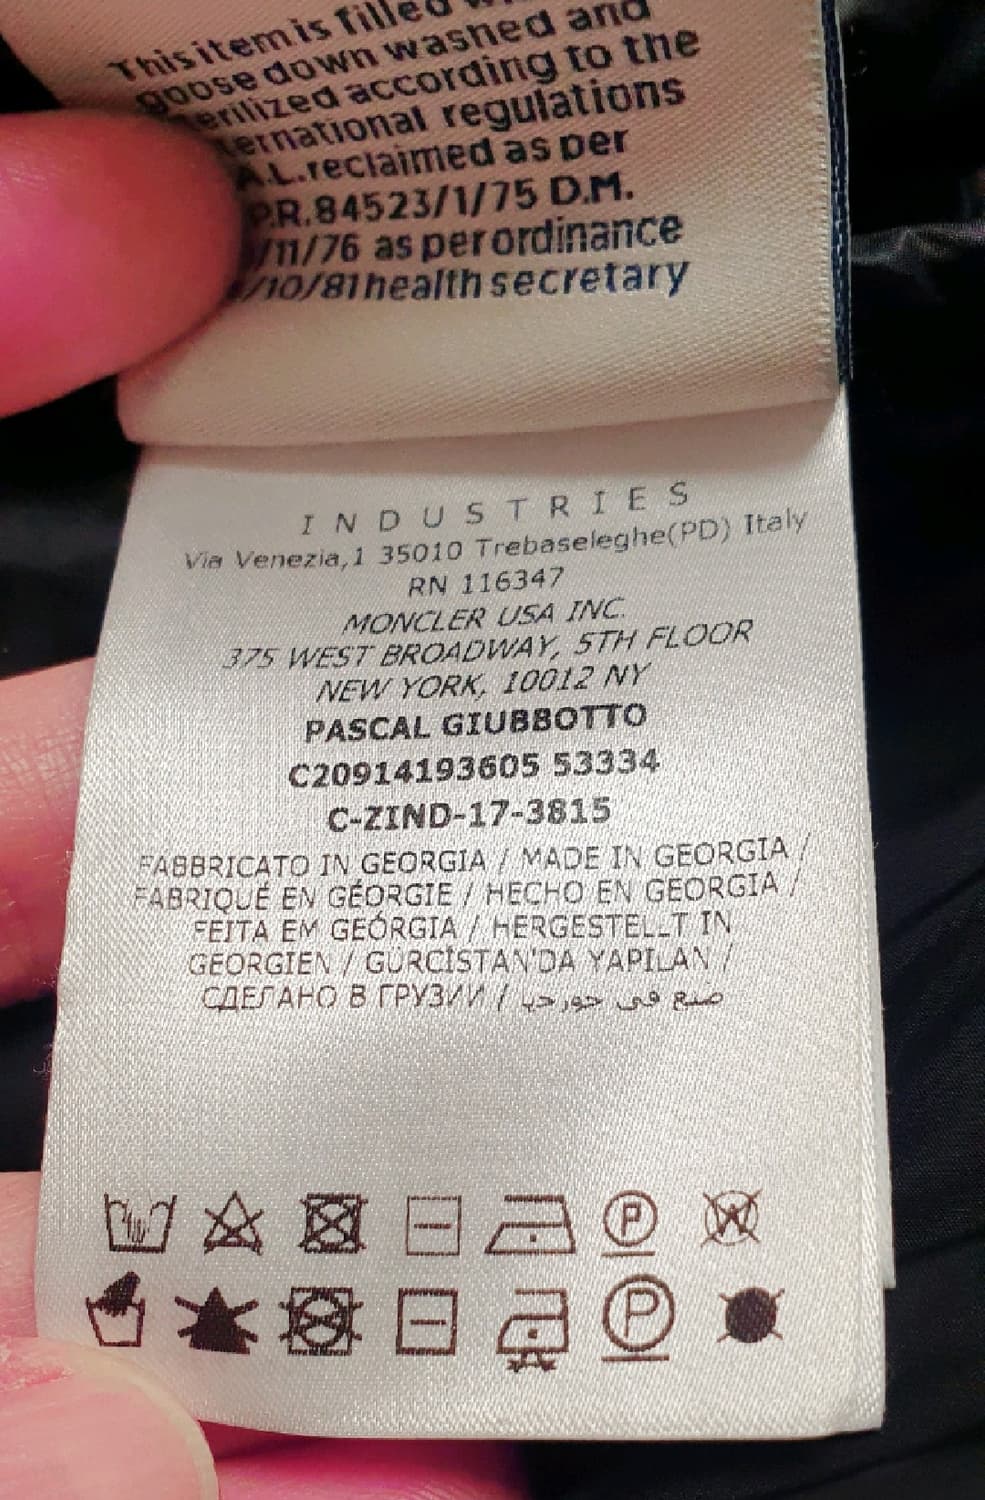 This item is filled
goose down washed and
erilized according to the
ernational regulations
A.L.reclaimed as per
P.R.84523/1/75 D.M.
/11/76 as per ordinance
/10/81 health secretary
INDUSTRIES
Via Venezia,1 35010 Trebaseleghe(PD) Italy
RN 116347
MONCLER USA INC.
375 WEST BROADWAY, 5TH FLOOR
NEW YORK, 10012 NY
PASCAL GIUBBOTTO
C20914193605 53334
C-ZIND-17-3815
FABBRICATO IN GEORGIA / MADE IN GEORGIA /
FABRIQUÉ EN GÉORGIE / HECHO EN GEORGIA /
FEITA EM GEÓRGIA / HERGESTELLT IN
GEORGIEN / GÜRCİSTAN'DA YAPILAN /
СДЕЛАНО В ГРУЗИИ / صنع في جورجيا
P W
P